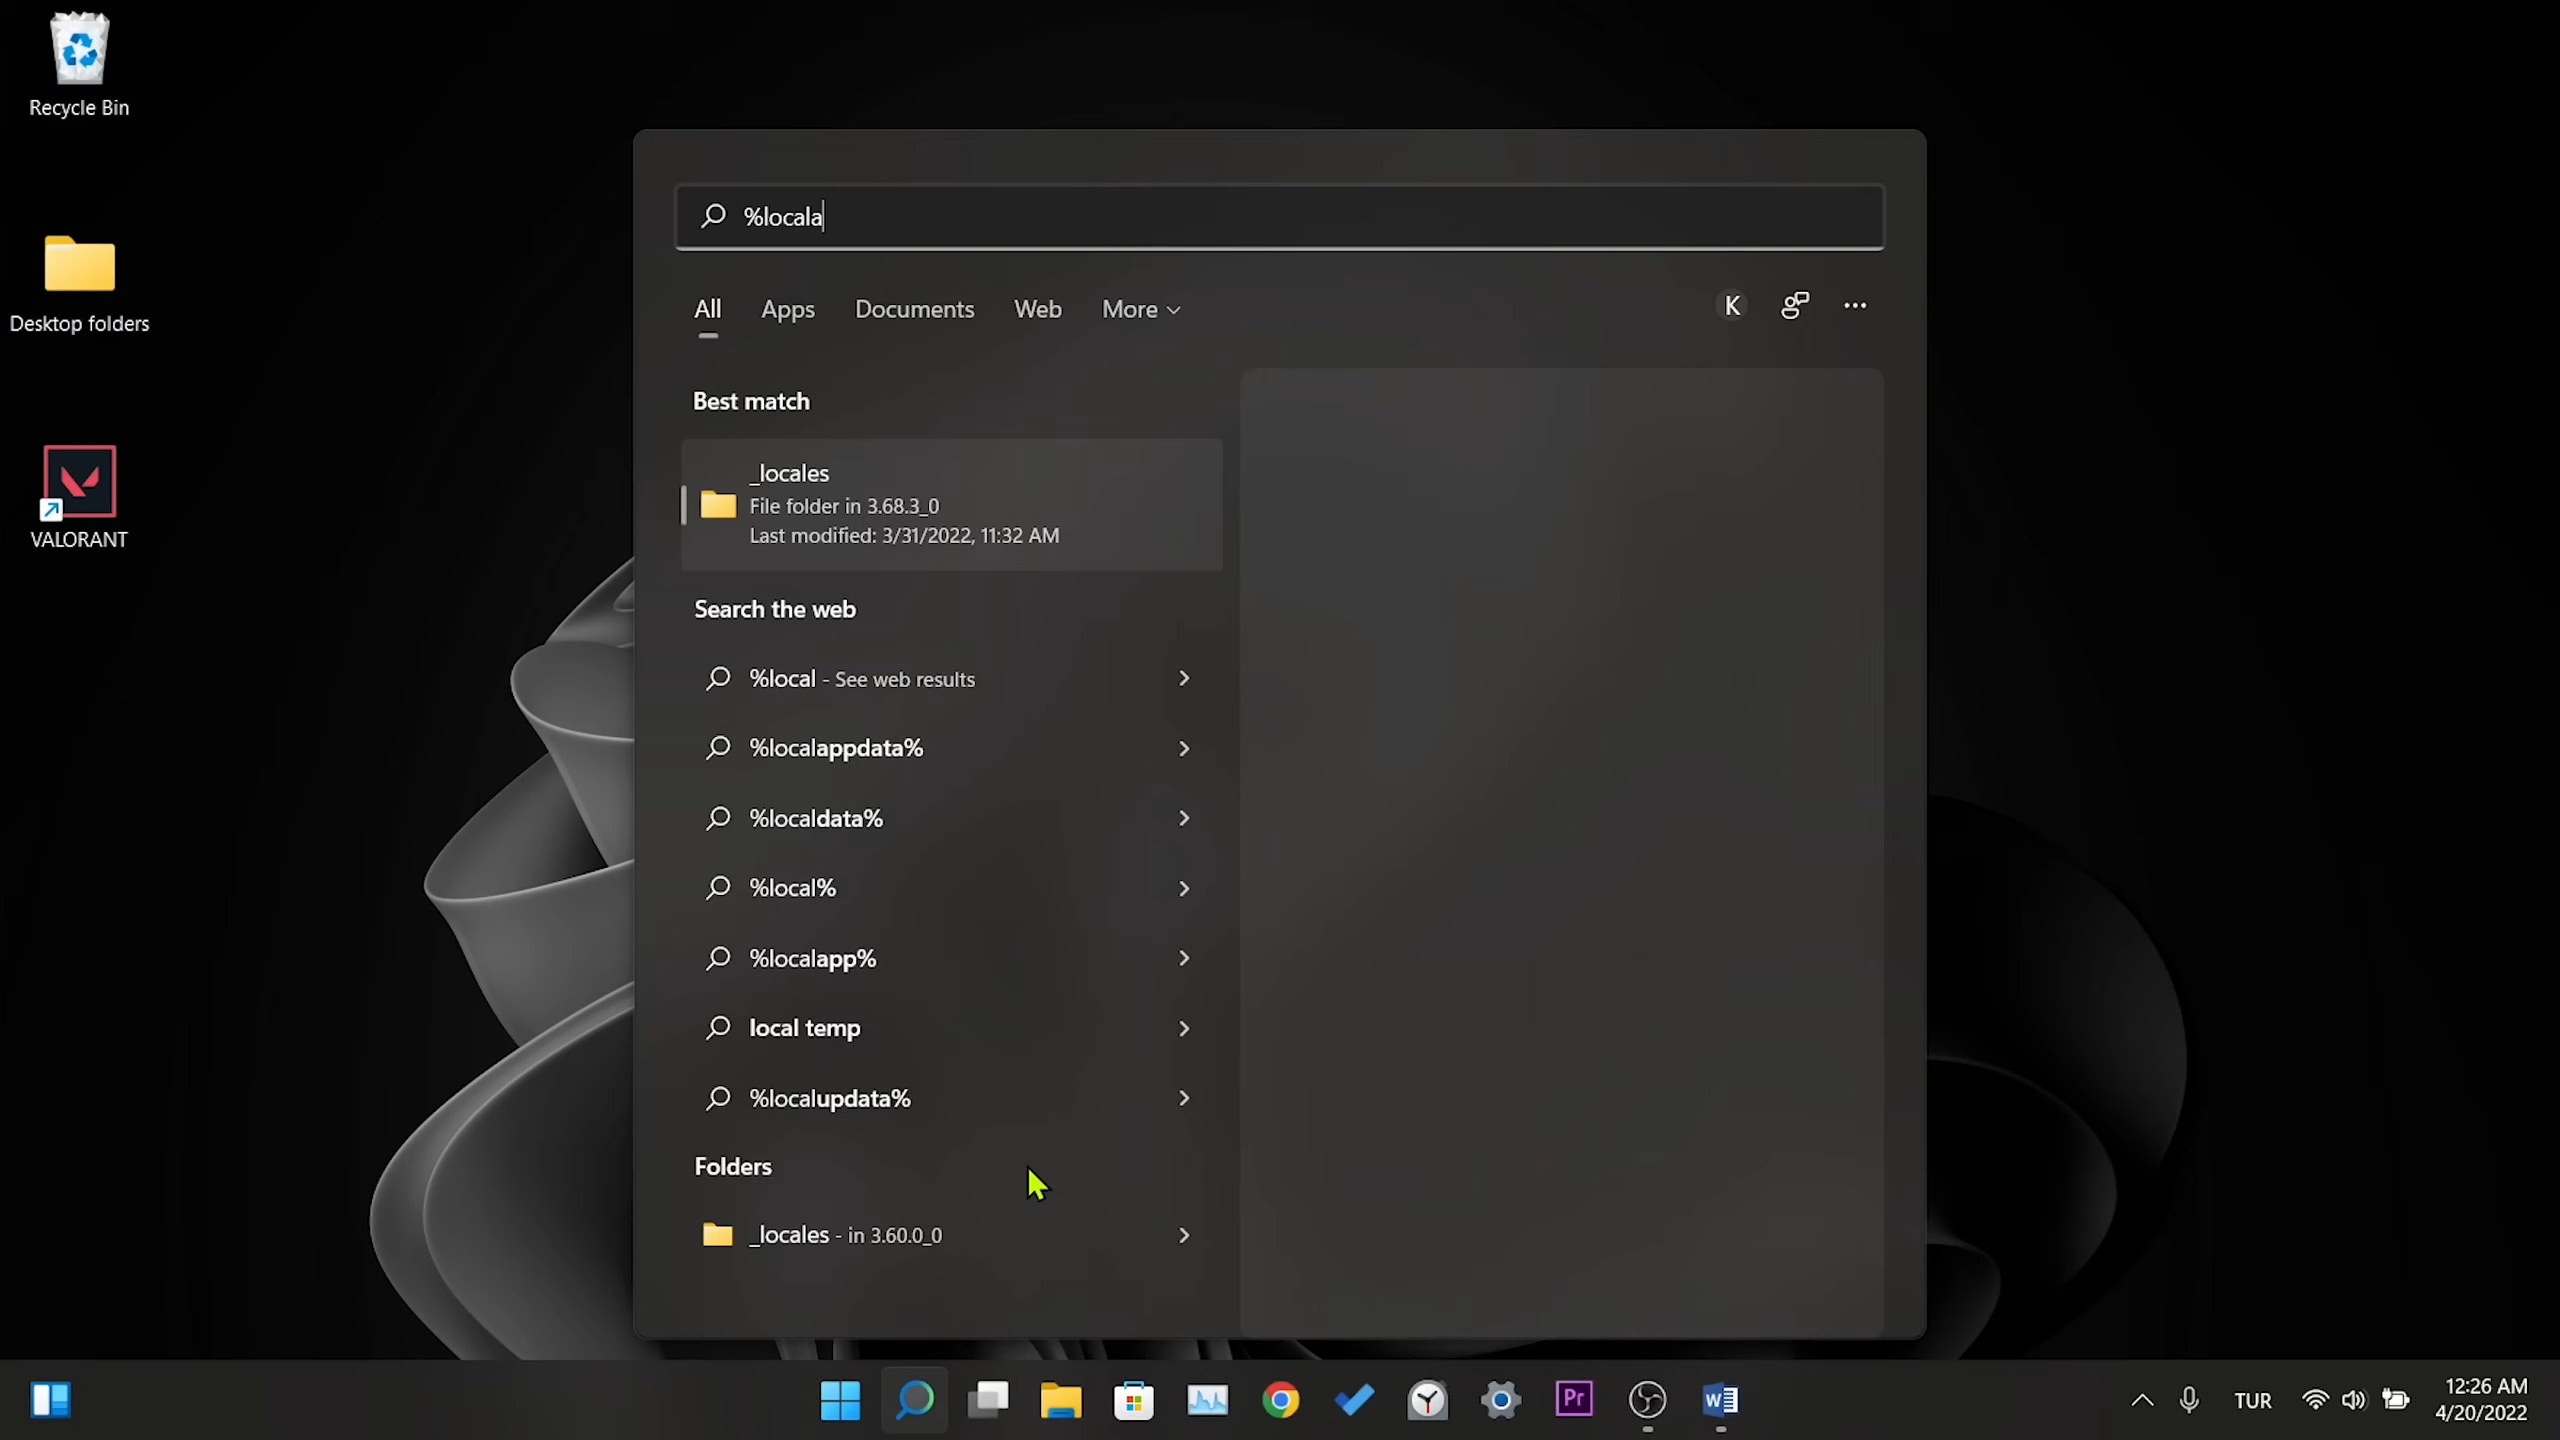 Recycle Bin
Desktop folders
VALORANT
%locala
All Apps Documents Web More
K
Best match
_locales
File folder in 3.68.3_0
Last modified: 3/31/2022, 11:32 AM
Search the web
%local - See web results
%localappdata%
%localdata%
%local%
%localapp%
local temp
%localupdata%
Folders
_locales - in 3.60.0_0
Pr
W
TUR
12:26 AM
4/20/2022